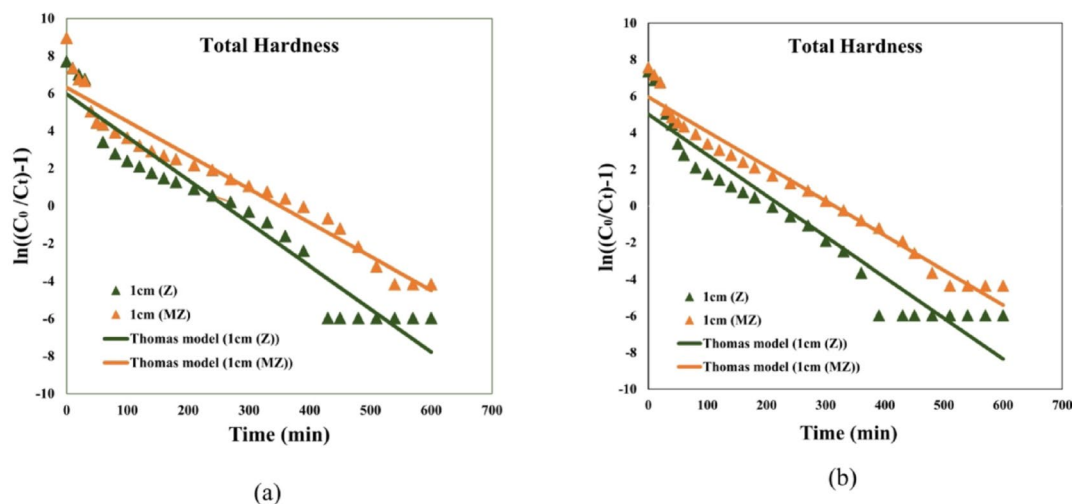 Total Hardness
ln((C₀ /Cₜ)-1)
10
8
6
4
2
0
-2
-4
-6
-8
-10
1cm (Z)
1cm (MZ)
Thomas model (1cm (Z))
Thomas model (1cm (MZ))
0 100 200 300 400 500 600 700
Time (min)
(a)
Total Hardness
ln((C₀/Cₜ)-1)
10
8
6
4
2
0
-2
-4
-6
-8
-10
1cm (Z)
1cm (MZ)
Thomas model (1cm (Z))
Thomas model (1cm (MZ))
0 100 200 300 400 500 600 700
Time (min)
(b)